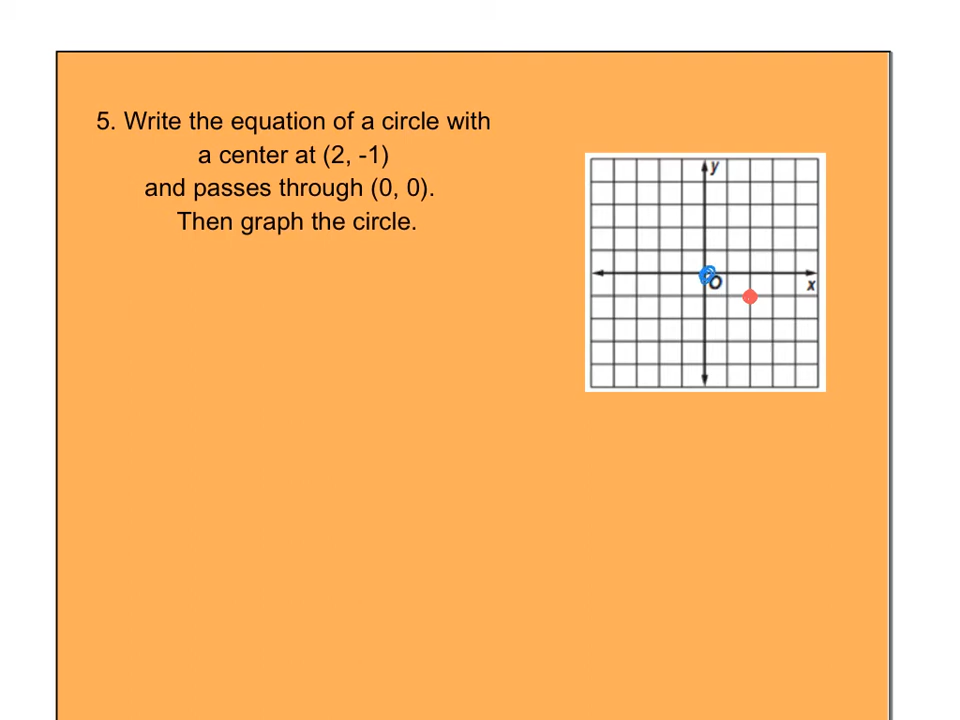 5. Write the equation of a circle with
a center at (2, -1)
and passes through (0, 0).
Then graph the circle.
y
O
x